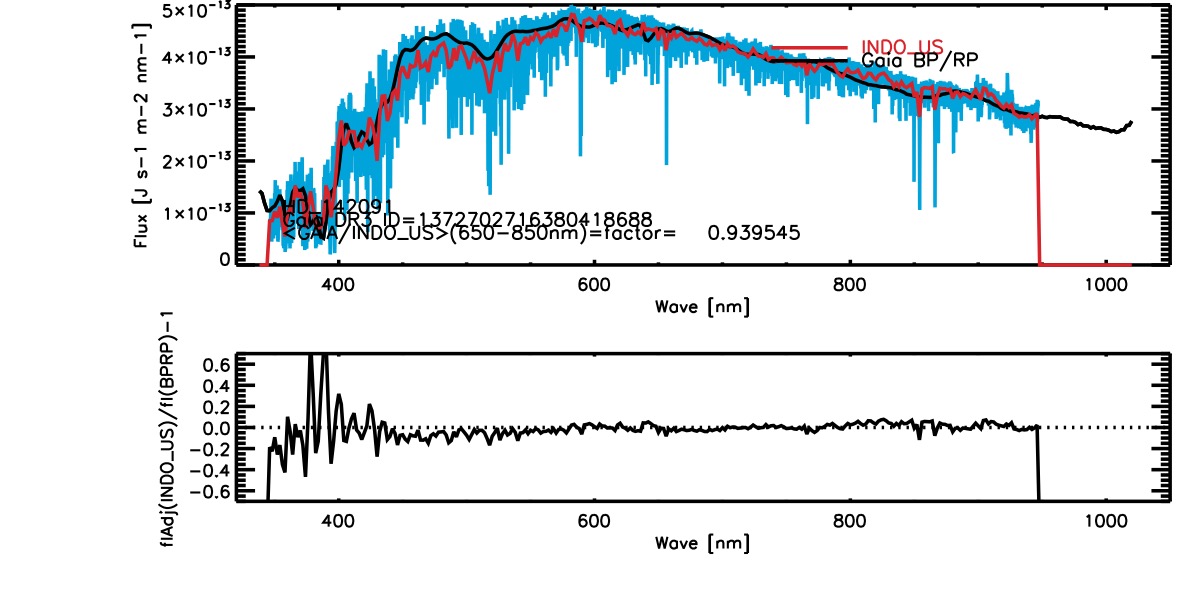 5×10−13
4×10−13
3×10−13
2×10−13
1×10−13
0
Flux [J s−1 m−2 nm−1]
INDO_US
Gaia BP/RP
HD_142091
Gaia DR3 ID=1372702716380418688
<GAIA/INDO_US>(650−850nm)=factor= 0.939545
400 600 800 1000
Wave [nm]
flAdj(INDO_US)/fl(BPRP)−1
0.6
0.4
0.2
0.0
−0.2
−0.4
−0.6
400 600 800 1000
Wave [nm]